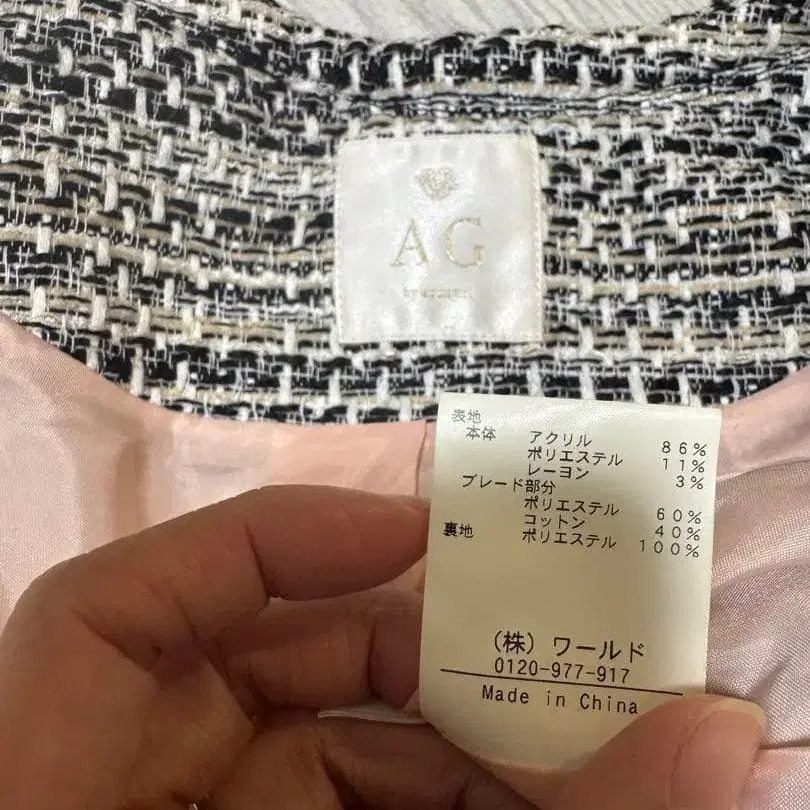 AG
by
表地
本体 アクリル 86%
ポリエステル 11%
レーヨン 3%
ブレード部分
ポリエステル 60%
コットン 40%
裏地 ポリエステル 100%
(株) ワールド
0120-977-917
Made in China